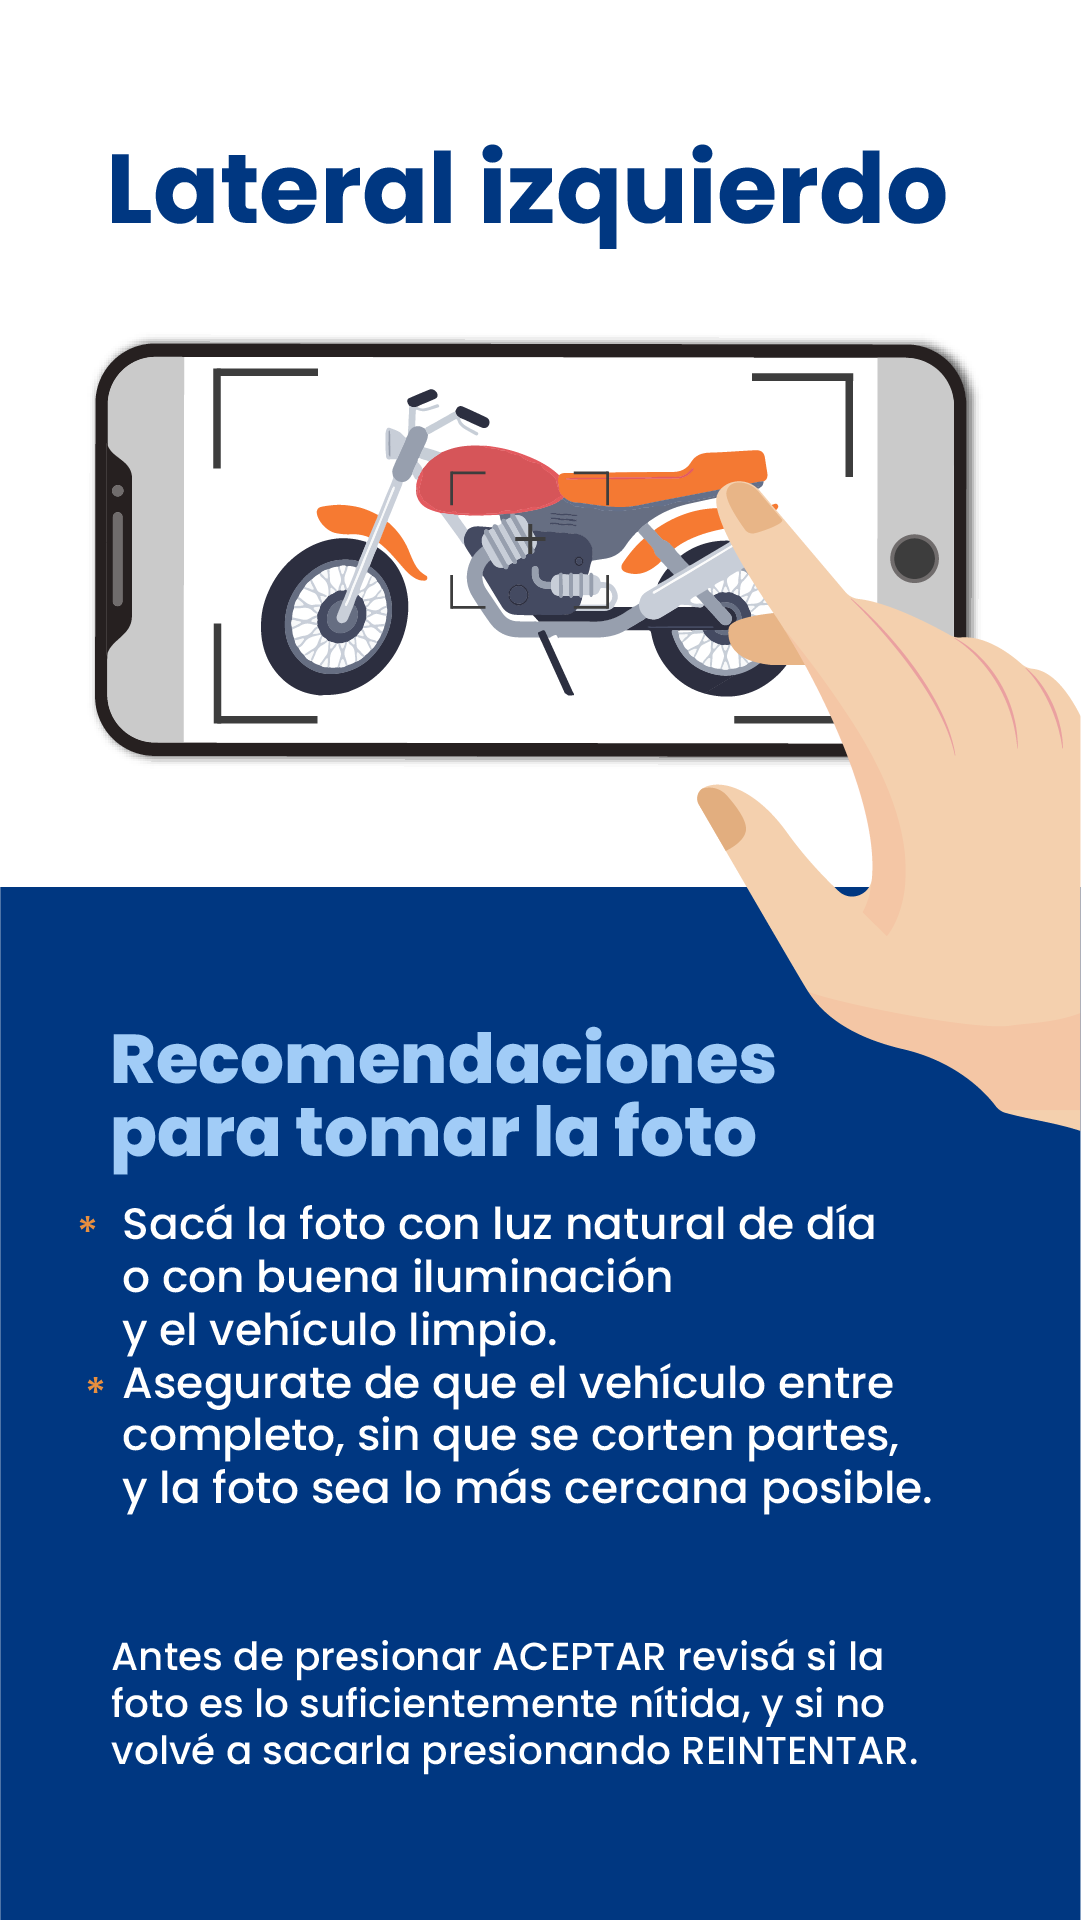 Lateral izquierdo
Recomendaciones
para tomar la foto
* Sacá la foto con luz natural de día
o con buena iluminación
y el vehículo limpio.
* Asegurate de que el vehículo entre
completo, sin que se corten partes,
y la foto sea lo más cercana posible.
Antes de presionar ACEPTAR revisá si la
foto es lo suficientemente nítida, y si no
volvé a sacarla presionando REINTENTAR.